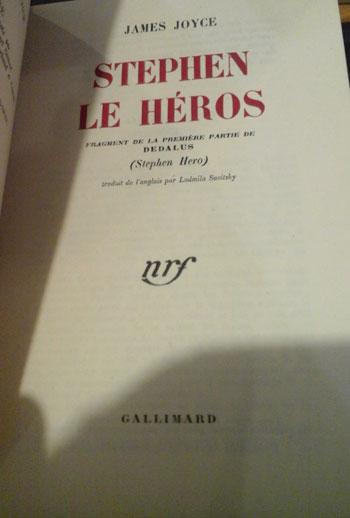 JAMES JOYCE
STEPHEN
LE HÉROS
FRAGMENT DE LA PREMIÈRE PARTIE DE
DEDALUS
(Stephen Hero)
traduit de l'anglais par Ludmila Savitzky
nrf
GALLIMARD